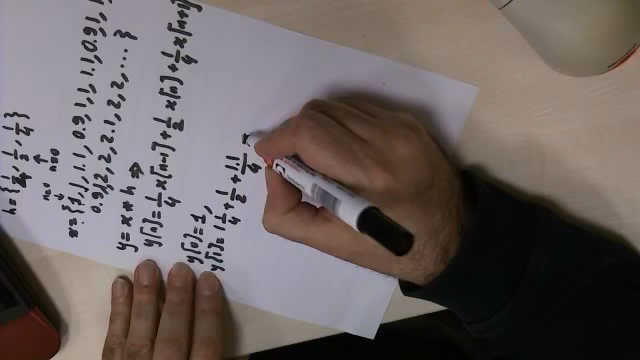 h = {1/4, 1/2, 1/4}
n=0 n=0
x = {1, 1, 1.1, 0.9, 1, 1, 1.1, 0.9, 1,
0.9, 2, 2, 2.1, 2, 2, ... }
y = x * h ⇒
y[n] = 1/4 x[n-1] + 1/2 x[n] + 1/4 x[n+1]
y[0] = 1,
y[1] = 1 1/4 + 1/2 + 1.1/4 =